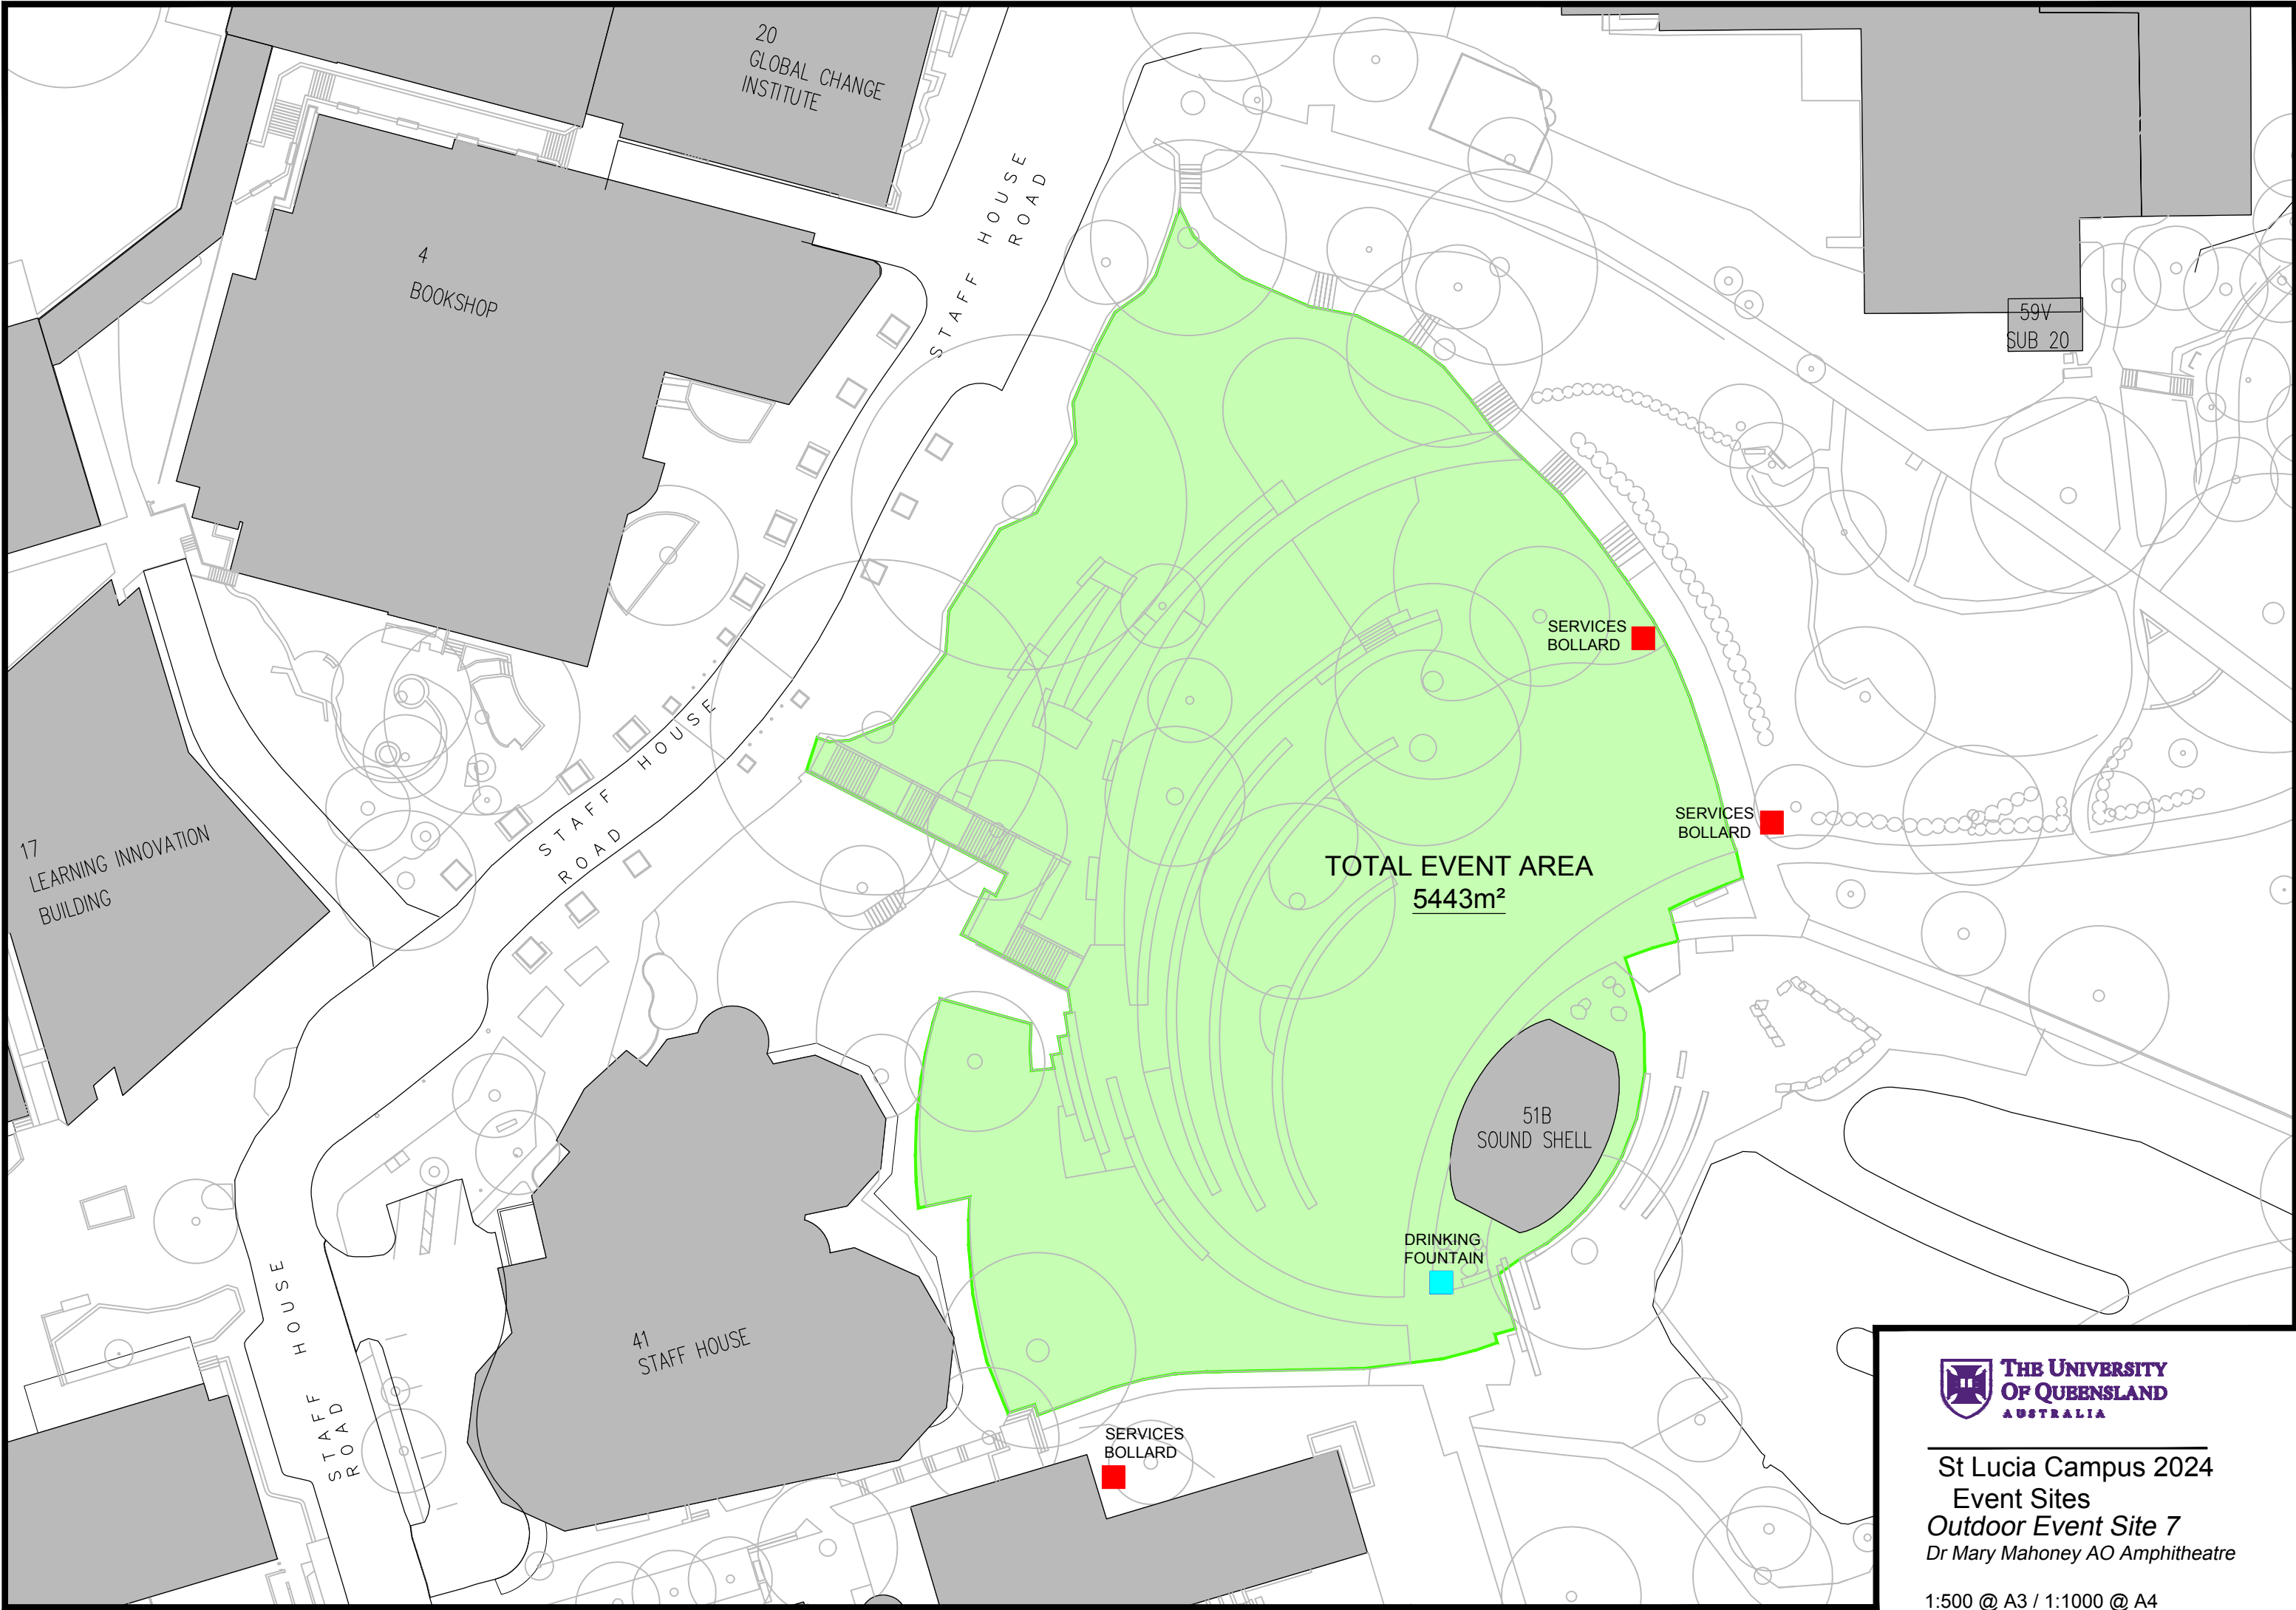 20
GLOBAL CHANGE
INSTITUTE
STAFF HOUSE
ROAD
4
BOOKSHOP
59V
SUB 20
SERVICES
BOLLARD
SERVICES
BOLLARD
STAFF HOUSE
ROAD
17
LEARNING INNOVATION
BUILDING
TOTAL EVENT AREA
5443m²
51B
SOUND SHELL
DRINKING
FOUNTAIN
41
STAFF HOUSE
STAFF HOUSE
ROAD
SERVICES
BOLLARD
THE UNIVERSITY
OF QUEENSLAND
AUSTRALIA
St Lucia Campus 2024
Event Sites
Outdoor Event Site 7
Dr Mary Mahoney AO Amphitheatre
1:500 @ A3 / 1:1000 @ A4